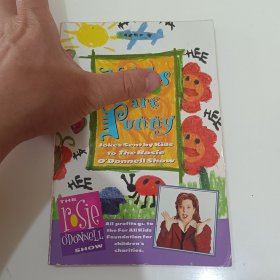 HEE
HEE
are
Funny
Jokes Sent by Kids
to The Rosie
O'Donnell Show
HEE
HEE
HEE
THE
rosie
O'DONNELL
SHOW
All profits go to
the For All Kids
Foundation for
children's
charities.